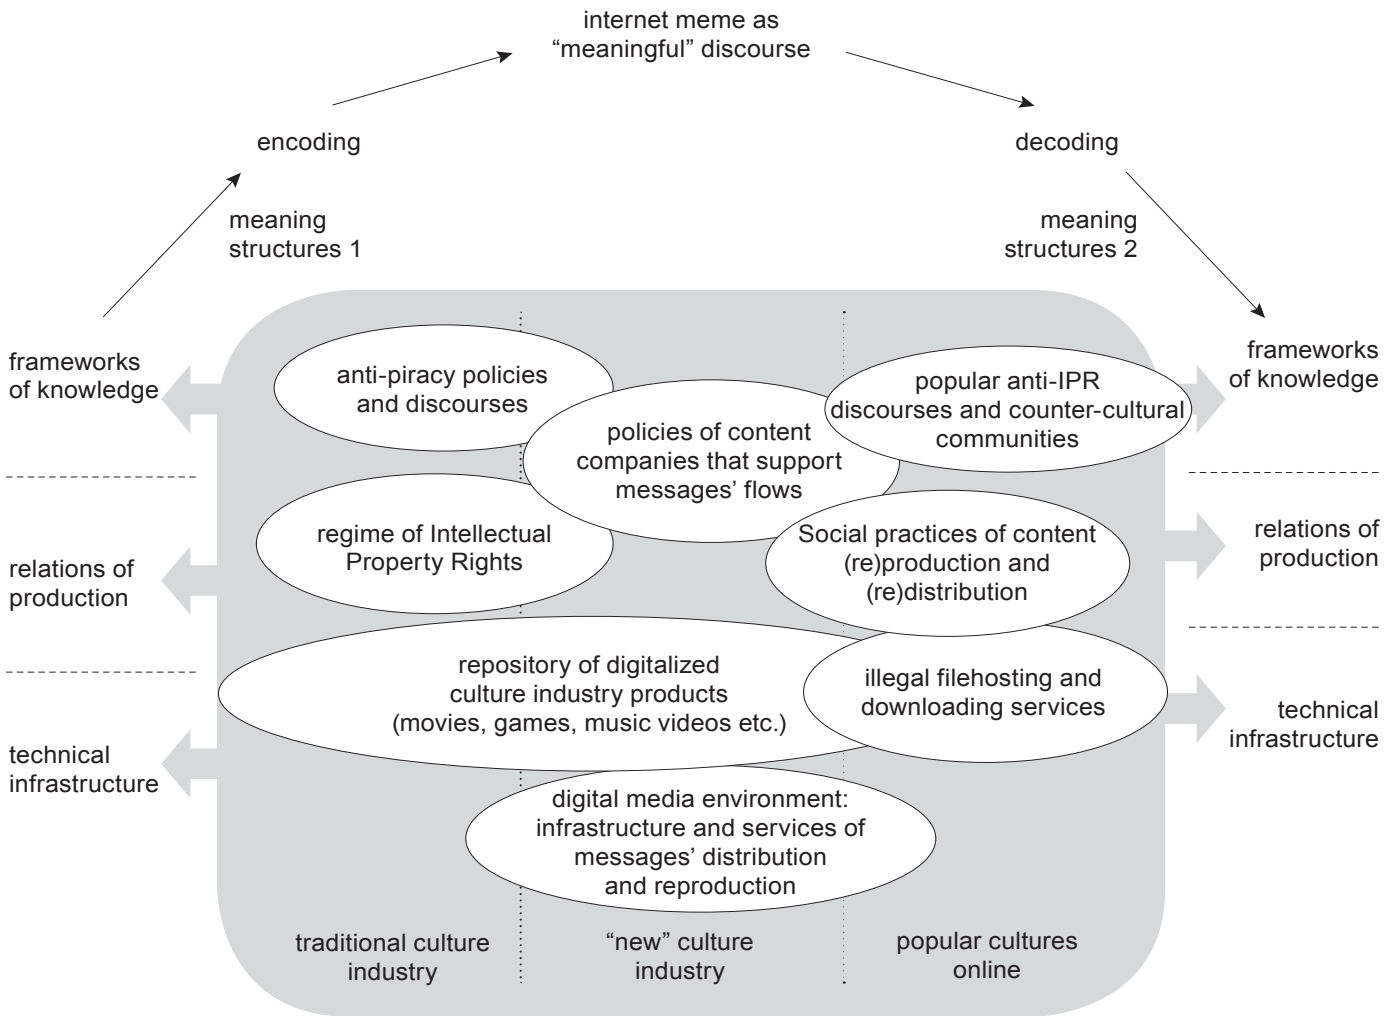 internet meme as
“meaningful” discourse
encoding
decoding
meaning
structures 1
meaning
structures 2
frameworks
of knowledge
frameworks
of knowledge
anti-piracy policies
and discourses
popular anti-IPR
discourses and counter-cultural
communities
policies of content
companies that support
messages’ flows
regime of Intellectual
Property Rights
Social practices of content
(re)production and
(re)distribution
relations of
production
relations of
production
repository of digitalized
culture industry products
(movies, games, music videos etc.)
illegal filehosting and
downloading services
technical
infrastructure
technical
infrastructure
digital media environment:
infrastructure and services of
messages’ distribution
and reproduction
traditional culture
industry
“new” culture
industry
popular cultures
online